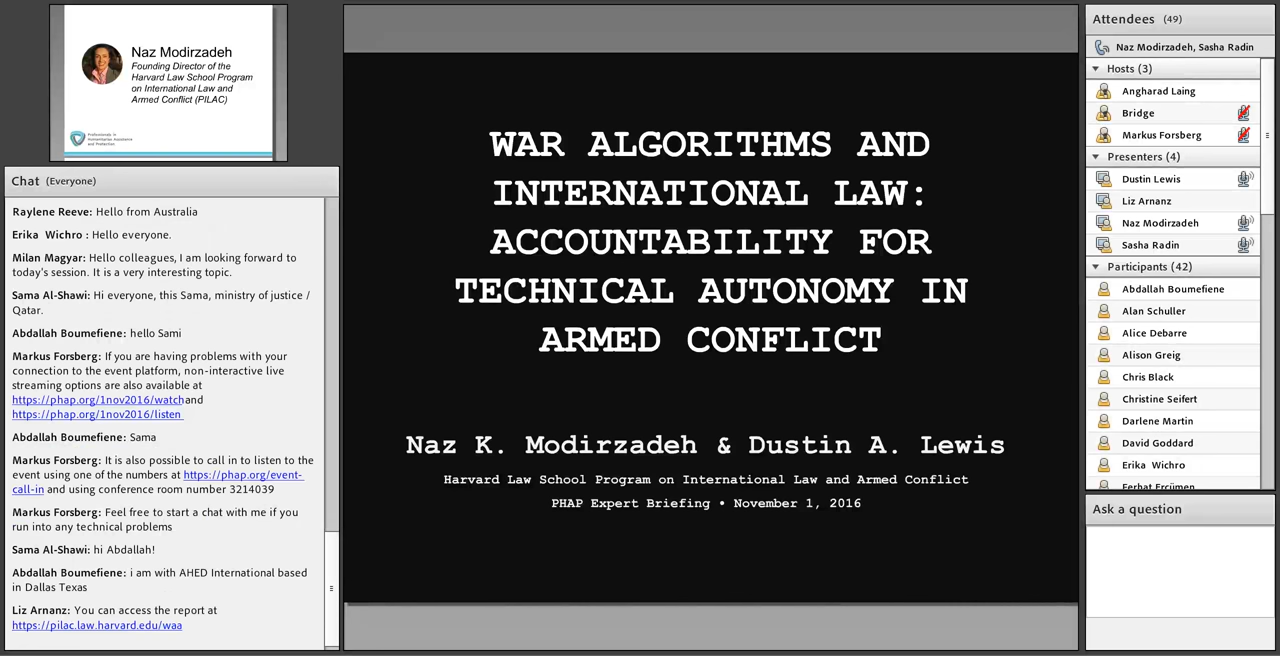 Naz Modirzadeh
Founding Director of the
Harvard Law School Program
on International Law and
Armed Conflict (PILAC)
Professionals in
Humanitarian Assistance
and Protection
Chat (Everyone)
Raylene Reeve: Hello from Australia
Erika Wichro : Hello everyone.
Milan Magyar: Hello colleagues, I am looking forward to
today's session. It is a very interesting topic.
Sama Al-Shawi: Hi everyone, this Sama, ministry of justice /
Qatar.
Abdallah Boumefiene: hello Sami
Markus Forsberg: If you are having problems with your
connection to the event platform, non-interactive live
streaming options are also available at
https://phap.org/1nov2016/watchand
https://phap.org/1nov2016/listen
Abdallah Boumefiene: Sama
Markus Forsberg: It is also possible to call in to listen to the
event using one of the numbers at https://phap.org/event-
call-in and using conference room number 3214039
Markus Forsberg: Feel free to start a chat with me if you
run into any technical problems
Sama Al-Shawi: hi Abdallah!
Abdallah Boumefiene: i am with AHED International based
in Dallas Texas
Liz Arnanz: You can access the report at
https://pilac.law.harvard.edu/waa
WAR ALGORITHMS AND
INTERNATIONAL LAW:
ACCOUNTABILITY FOR
TECHNICAL AUTONOMY IN
ARMED CONFLICT
Naz K. Modirzadeh & Dustin A. Lewis
Harvard Law School Program on International Law and Armed Conflict
PHAP Expert Briefing • November 1, 2016
Attendees (49)
Naz Modirzadeh, Sasha Radin
Hosts (3)
Angharad Laing
Bridge
Markus Forsberg
Presenters (4)
Dustin Lewis
Liz Arnanz
Naz Modirzadeh
Sasha Radin
Participants (42)
Abdallah Boumefiene
Alan Schuller
Alice Debarre
Alison Greig
Chris Black
Christine Seifert
Darlene Martin
David Goddard
Erika Wichro
Ferhat Ercümen
Ask a question